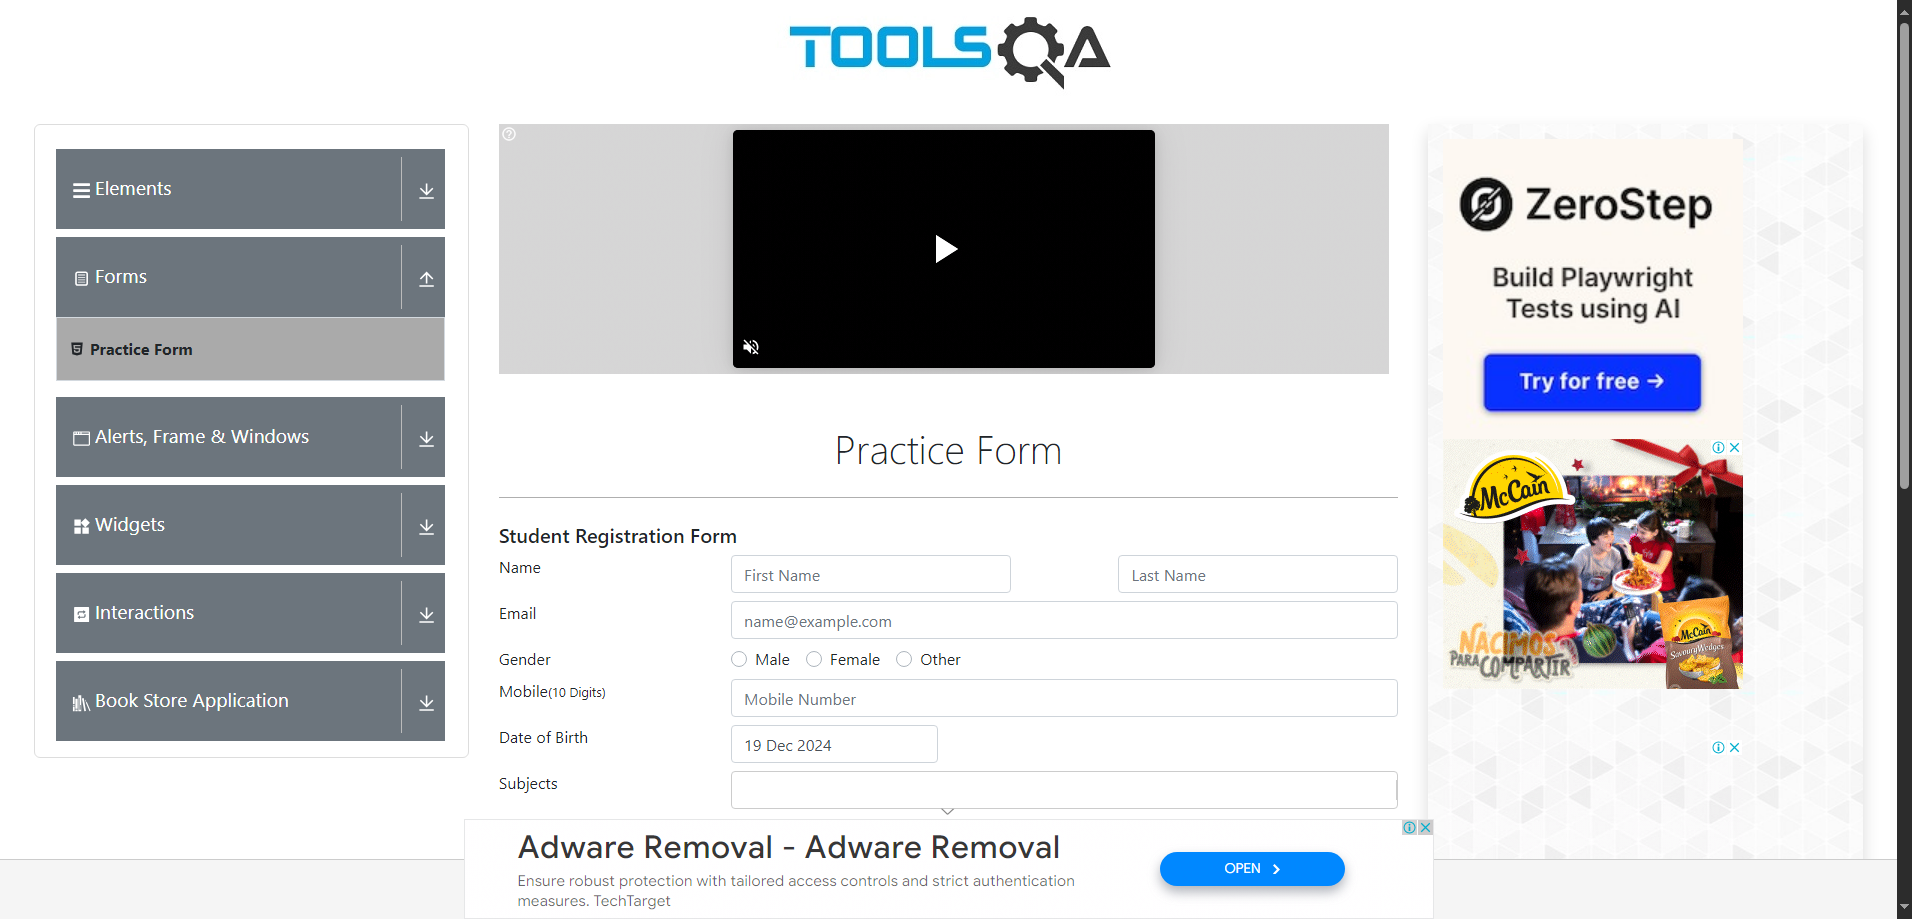 TOOLSQA
Elements
Forms
Practice Form
Alerts, Frame & Windows
Widgets
Interactions
Book Store Application
Practice Form
Student Registration Form
Name
First Name
Last Name
Email
name@example.com
Gender
Male
Female
Other
Mobile(10 Digits)
Mobile Number
Date of Birth
19 Dec 2024
Subjects
ZeroStep
Build Playwright
Tests using AI
Try for free →
McCain
NACIMOS
PARA COMPARTIR
McCain
Savoury Wedges
Adware Removal - Adware Removal
Ensure robust protection with tailored access controls and strict authentication
measures. TechTarget
OPEN